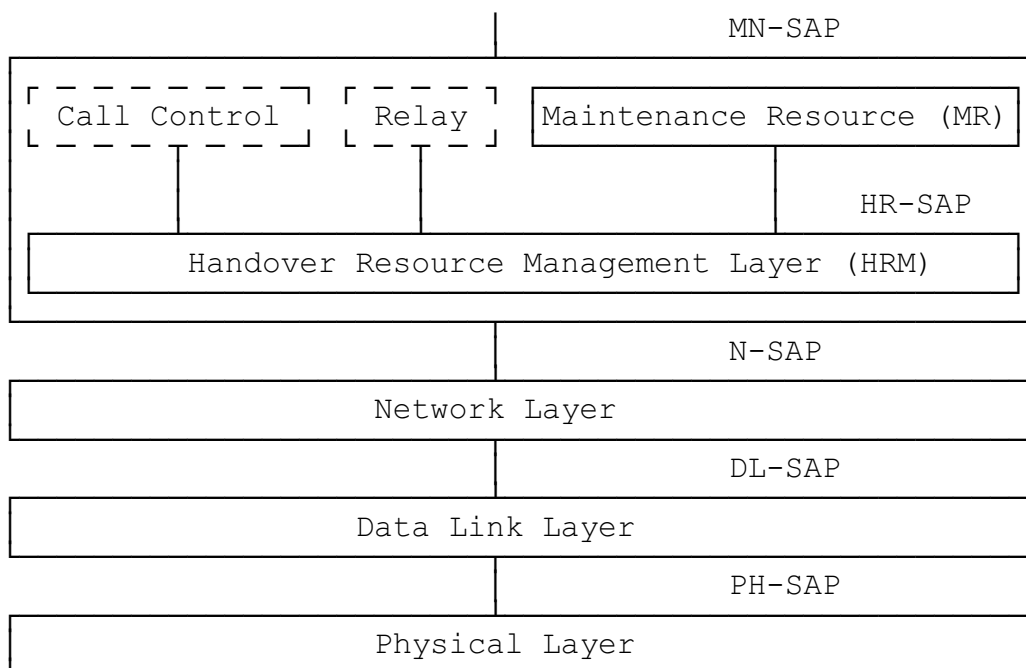 MN-SAP
Call Control Relay Maintenance Resource (MR)
HR-SAP
Handover Resource Management Layer (HRM)
N-SAP
Network Layer
DL-SAP
Data Link Layer
PH-SAP
Physical Layer